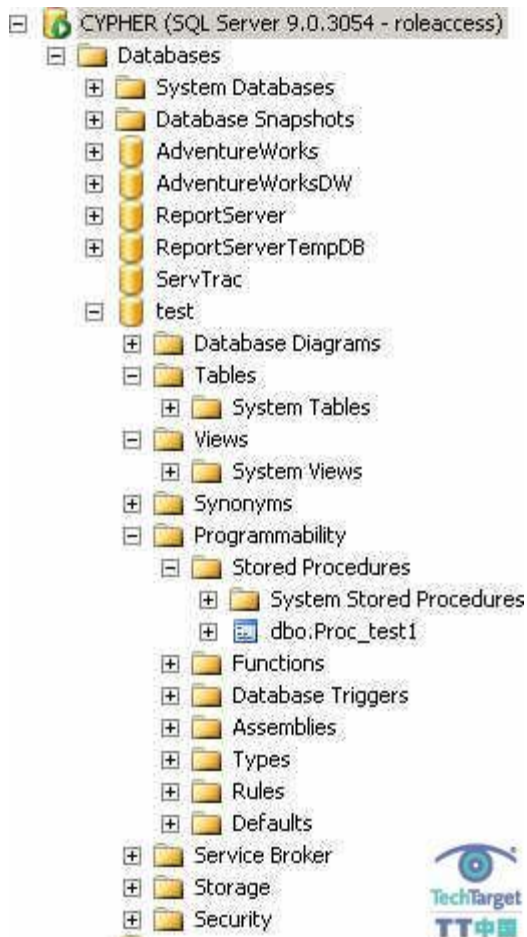 CYPHER (SQL Server 9.0.3054 - roleaccess)
Databases
System Databases
Database Snapshots
AdventureWorks
AdventureWorksDW
ReportServer
ReportServerTempDB
ServTrac
test
Database Diagrams
Tables
System Tables
Views
System Views
Synonyms
Programmability
Stored Procedures
System Stored Procedures
dbo.Proc_test1
Functions
Database Triggers
Assemblies
Types
Rules
Defaults
Service Broker
Storage
Security
TechTarget
TT中国